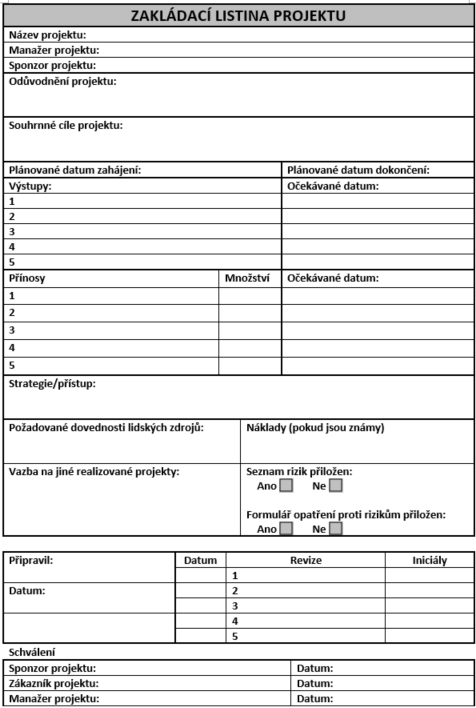 ZAKLÁDACÍ LISTINA PROJEKTU
Název projektu:
Manažer projektu:
Sponzor projektu:
Odůvodnění projektu:
Souhrnné cíle projektu:
Plánované datum zahájení: Plánované datum dokončení:
Výstupy: Očekávané datum:
1
2
3
4
5
Přínosy Množství Očekávané datum:
1
2
3
4
5
Strategie/přístup:
Požadované dovednosti lidských zdrojů: Náklady (pokud jsou známy)
Vazba na jiné realizované projekty: Seznam rizik přiložen:
Ano Ne
Formulář opatření proti rizikům přiložen:
Ano Ne
Připravil: Datum Revize Iniciály
1
Datum: 2
3
4
5
Schválení
Sponzor projektu: Datum:
Zákazník projektu: Datum:
Manažer projektu: Datum: